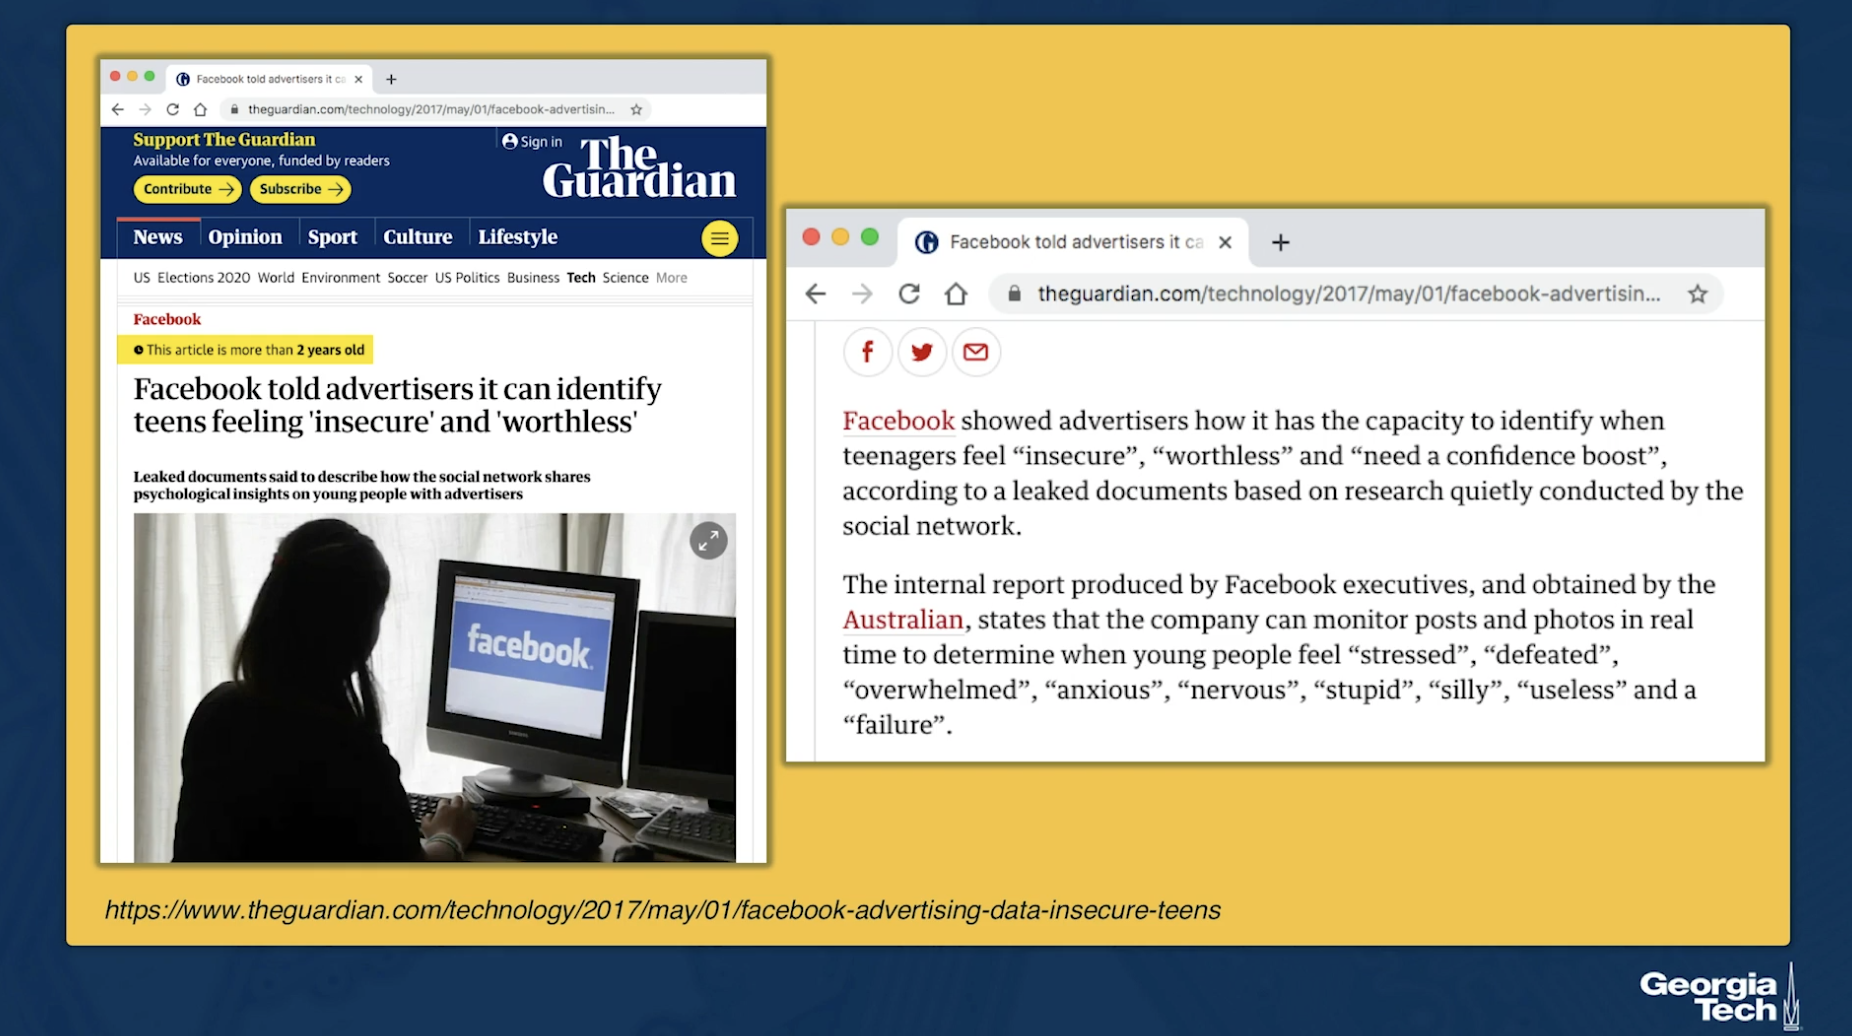 Facebook told advertisers it ca
theguardian.com/technology/2017/may/01/facebook-advertisin...
Support The Guardian
Available for everyone, funded by readers
Contribute
Subscribe
Sign in
The
Guardian
News Opinion Sport Culture Lifestyle
US Elections 2020 World Environment Soccer US Politics Business Tech Science More
Facebook
This article is more than 2 years old
Facebook told advertisers it can identify
teens feeling 'insecure' and 'worthless'
Leaked documents said to describe how the social network shares
psychological insights on young people with advertisers
facebook.
SAMSUNG
Facebook told advertisers it ca
theguardian.com/technology/2017/may/01/facebook-advertisin...
Facebook showed advertisers how it has the capacity to identify when
teenagers feel “insecure”, “worthless” and “need a confidence boost”,
according to a leaked documents based on research quietly conducted by the
social network.
The internal report produced by Facebook executives, and obtained by the
Australian, states that the company can monitor posts and photos in real
time to determine when young people feel “stressed”, “defeated”,
“overwhelmed”, “anxious”, “nervous”, “stupid”, “silly”, “useless” and a
“failure”.
https://www.theguardian.com/technology/2017/may/01/facebook-advertising-data-insecure-teens
Georgia
Tech